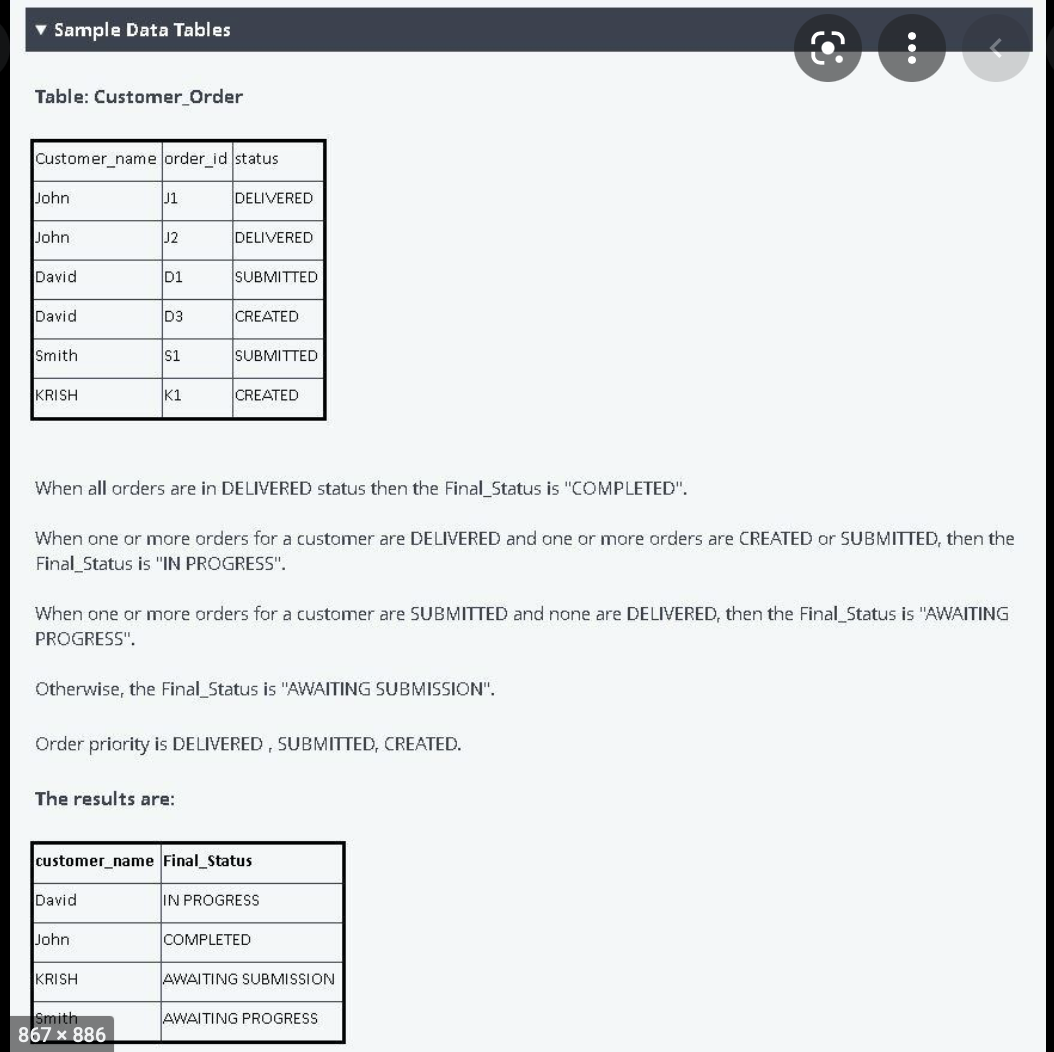 ▼ Sample Data Tables
Table: Customer_Order
Customer_name order_id status
John J1 DELIVERED
John J2 DELIVERED
David D1 SUBMITTED
David D3 CREATED
Smith S1 SUBMITTED
KRISH K1 CREATED
When all orders are in DELIVERED status then the Final_Status is "COMPLETED".
When one or more orders for a customer are DELIVERED and one or more orders are CREATED or SUBMITTED, then the
Final_Status is "IN PROGRESS".
When one or more orders for a customer are SUBMITTED and none are DELIVERED, then the Final_Status is "AWAITING
PROGRESS".
Otherwise, the Final_Status is "AWAITING SUBMISSION".
Order priority is DELIVERED , SUBMITTED, CREATED.
The results are:
customer_name Final_Status
David IN PROGRESS
John COMPLETED
KRISH AWAITING SUBMISSION
Smith AWAITING PROGRESS
867 × 886